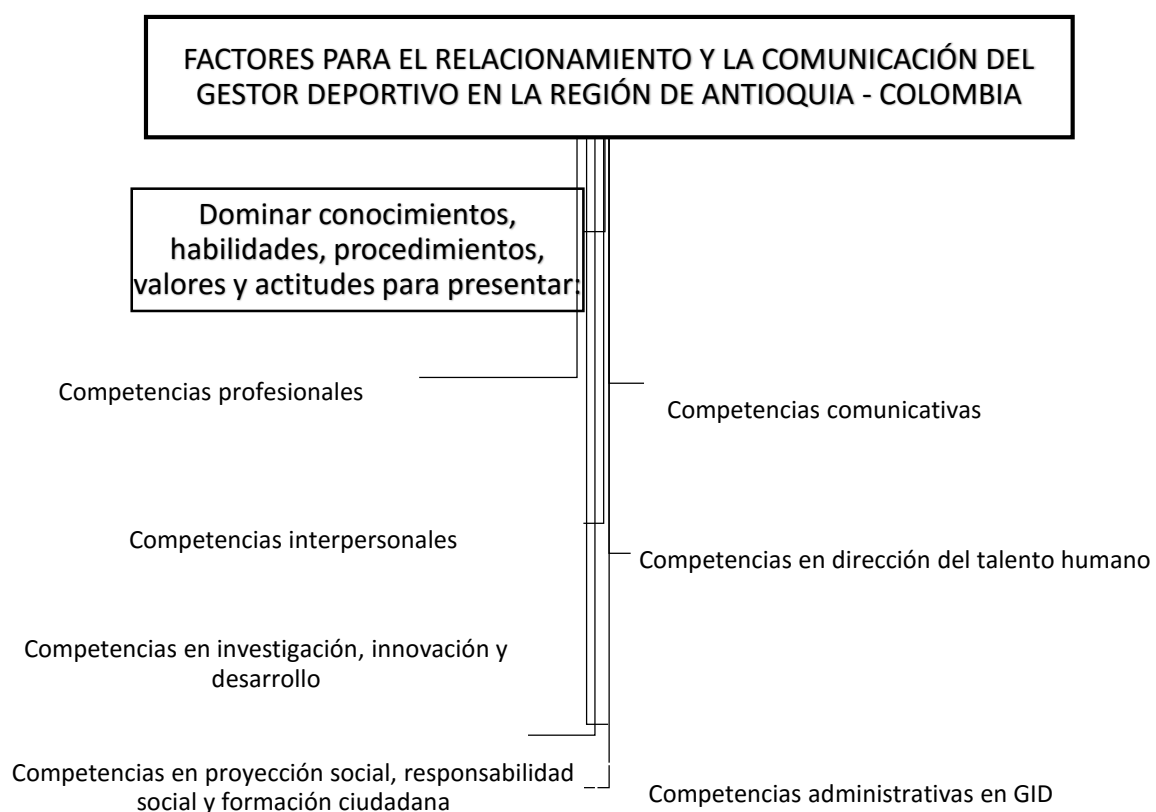 FACTORES PARA EL RELACIONAMIENTO Y LA COMUNICACIÓN DEL
GESTOR DEPORTIVO EN LA REGIÓN DE ANTIOQUIA - COLOMBIA
Dominar conocimientos,
habilidades, procedimientos,
valores y actitudes para presentar:
Competencias profesionales
Competencias comunicativas
Competencias interpersonales
Competencias en dirección del talento humano
Competencias en investigación, innovación y
desarrollo
Competencias en proyección social, responsabilidad
social y formación ciudadana
Competencias administrativas en GID